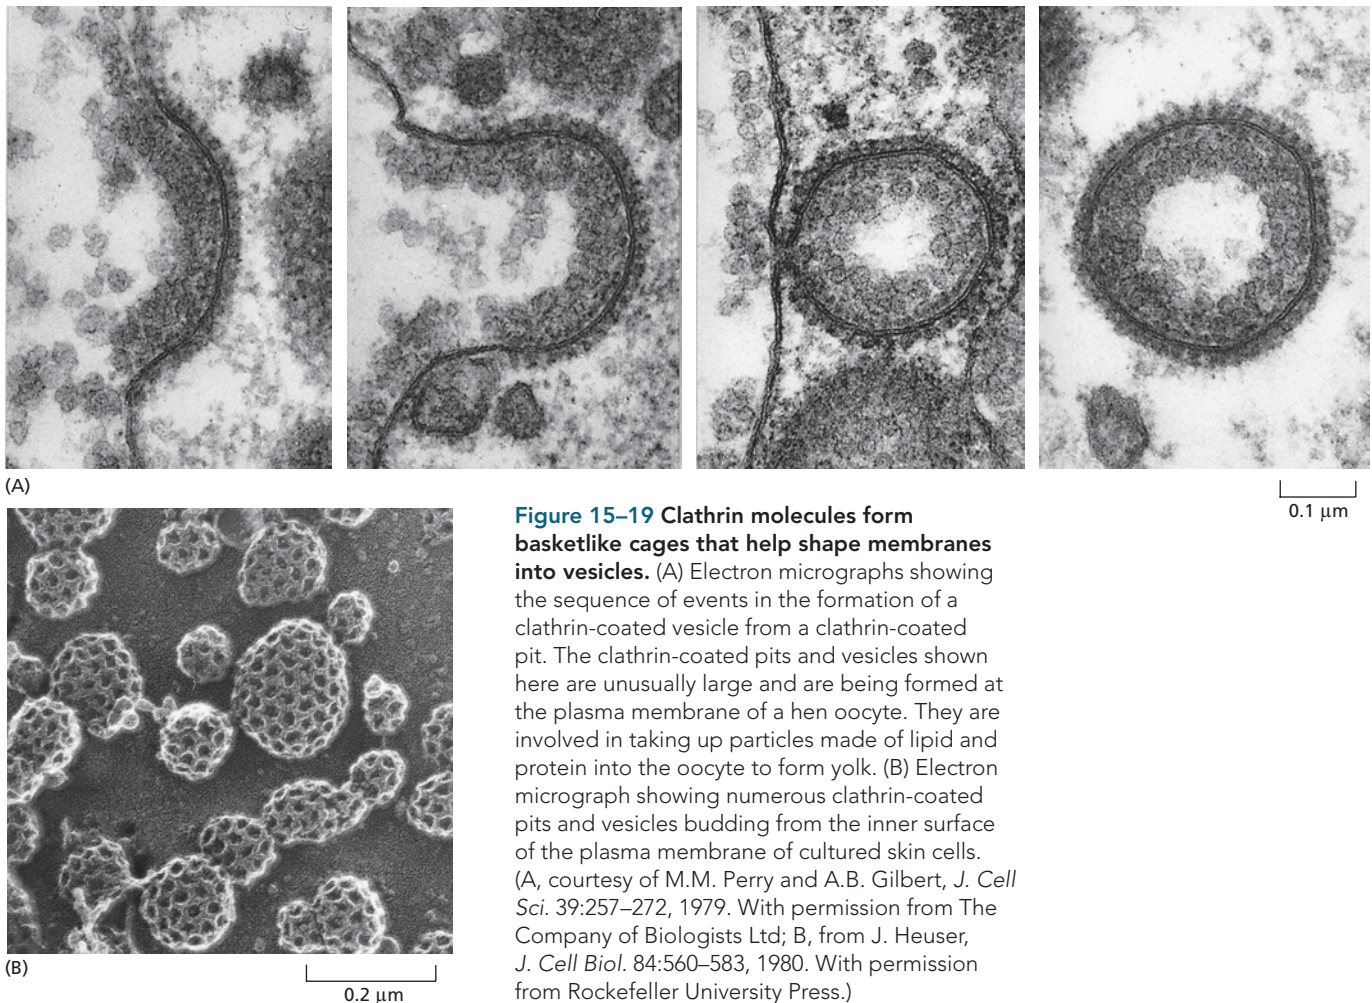 (A)
0.1 μm
(B)
0.2 μm
Figure 15–19 Clathrin molecules form
basketlike cages that help shape membranes
into vesicles. (A) Electron micrographs showing
the sequence of events in the formation of a
clathrin-coated vesicle from a clathrin-coated
pit. The clathrin-coated pits and vesicles shown
here are unusually large and are being formed at
the plasma membrane of a hen oocyte. They are
involved in taking up particles made of lipid and
protein into the oocyte to form yolk. (B) Electron
micrograph showing numerous clathrin-coated
pits and vesicles budding from the inner surface
of the plasma membrane of cultured skin cells.
(A, courtesy of M.M. Perry and A.B. Gilbert, J. Cell
Sci. 39:257–272, 1979. With permission from The
Company of Biologists Ltd; B, from J. Heuser,
J. Cell Biol. 84:560–583, 1980. With permission
from Rockefeller University Press.)